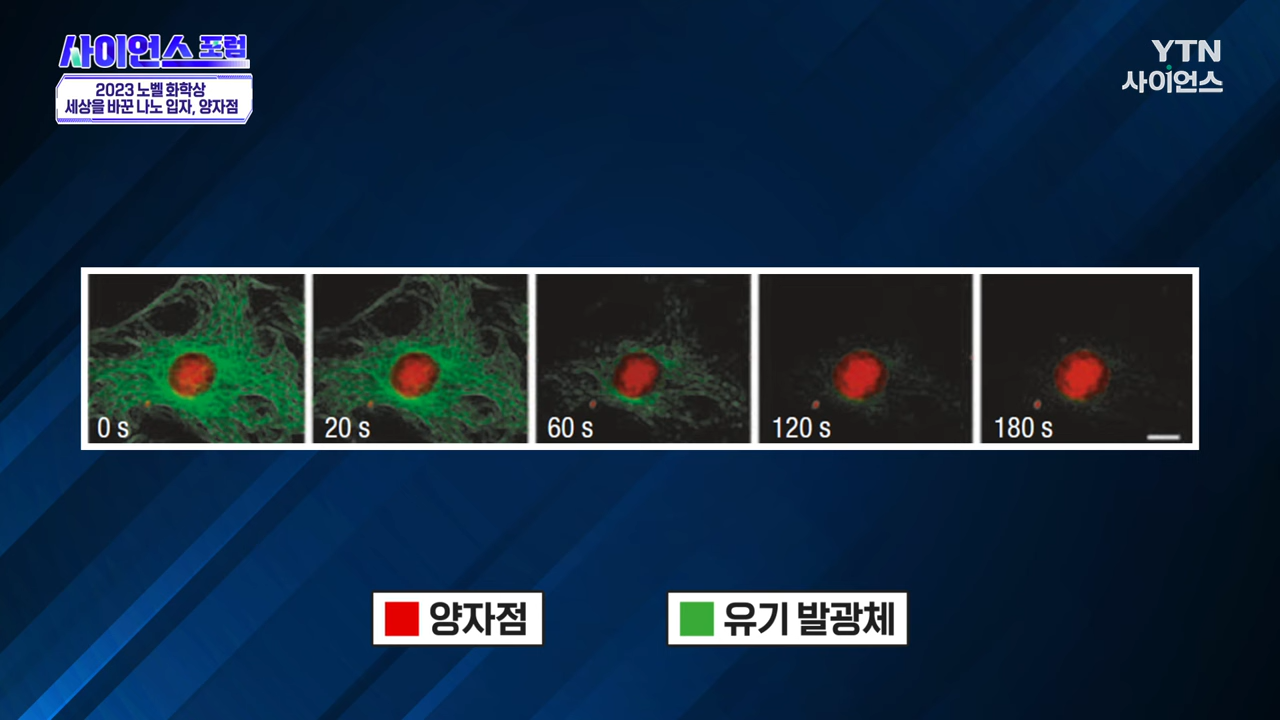 사이언스 포럼
2023 노벨 화학상
세상을 바꾼 나노 입자, 양자점
YTN
사이언스
0 s
20 s
60 s
120 s
180 s
양자점
유기 발광체